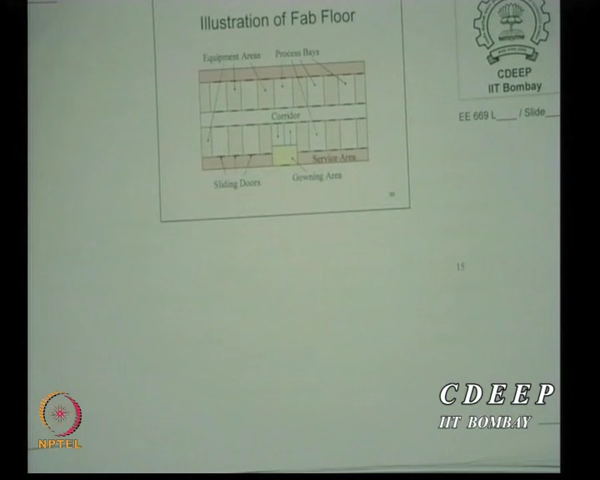 Illustration of Fab Floor
Equipment Areas Process Bays
Corridor
Service Area
Sliding Doors Gowning Area
CDEEP
IIT Bombay
EE 669 L____ / Slide___
15
NPTEL
CDEEP
IIT BOMBAY